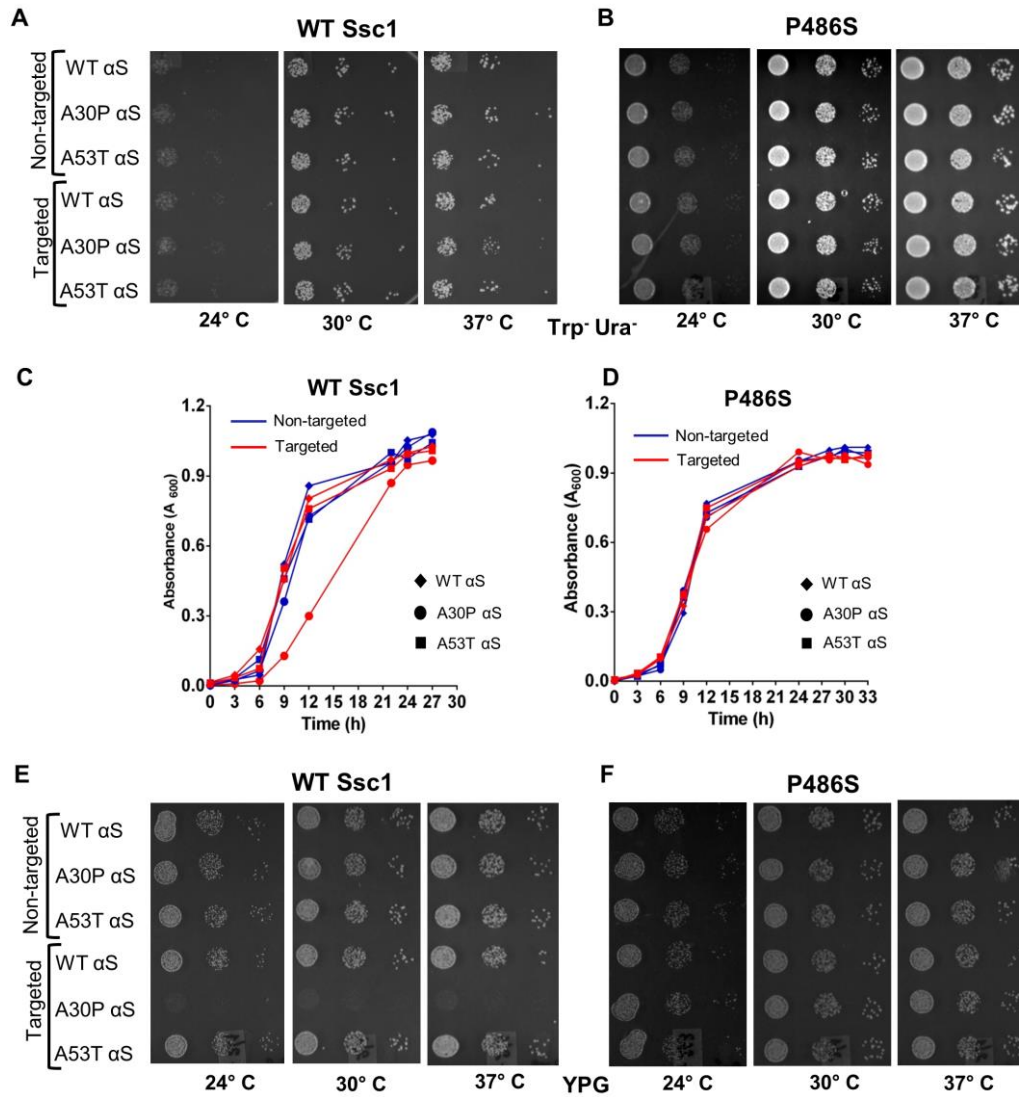 A
WT Ssc1
Non-targeted
WT αS
A30P αS
A53T αS
Targeted
WT αS
A30P αS
A53T αS
24° C
30° C
37° C
B
P486S
24° C
30° C
37° C
Trp⁻ Ura⁻
C
WT Ssc1
Absorbance (A 600)
1.2
0.9
0.6
0.3
0.0
Non-targeted
Targeted
WT αS
A30P αS
A53T αS
0 3 6 9 12 15 18 21 24 27 30
Time (h)
D
P486S
Absorbance (A600)
1.2
0.9
0.6
0.3
0.0
Non-targeted
Targeted
WT αS
A30P αS
A53T αS
0 3 6 9 12 15 18 21 24 27 30 33
Time (h)
E
WT Ssc1
Non-targeted
WT αS
A30P αS
A53T αS
Targeted
WT αS
A30P αS
A53T αS
24° C
30° C
37° C
F
P486S
24° C
30° C
37° C
YPG